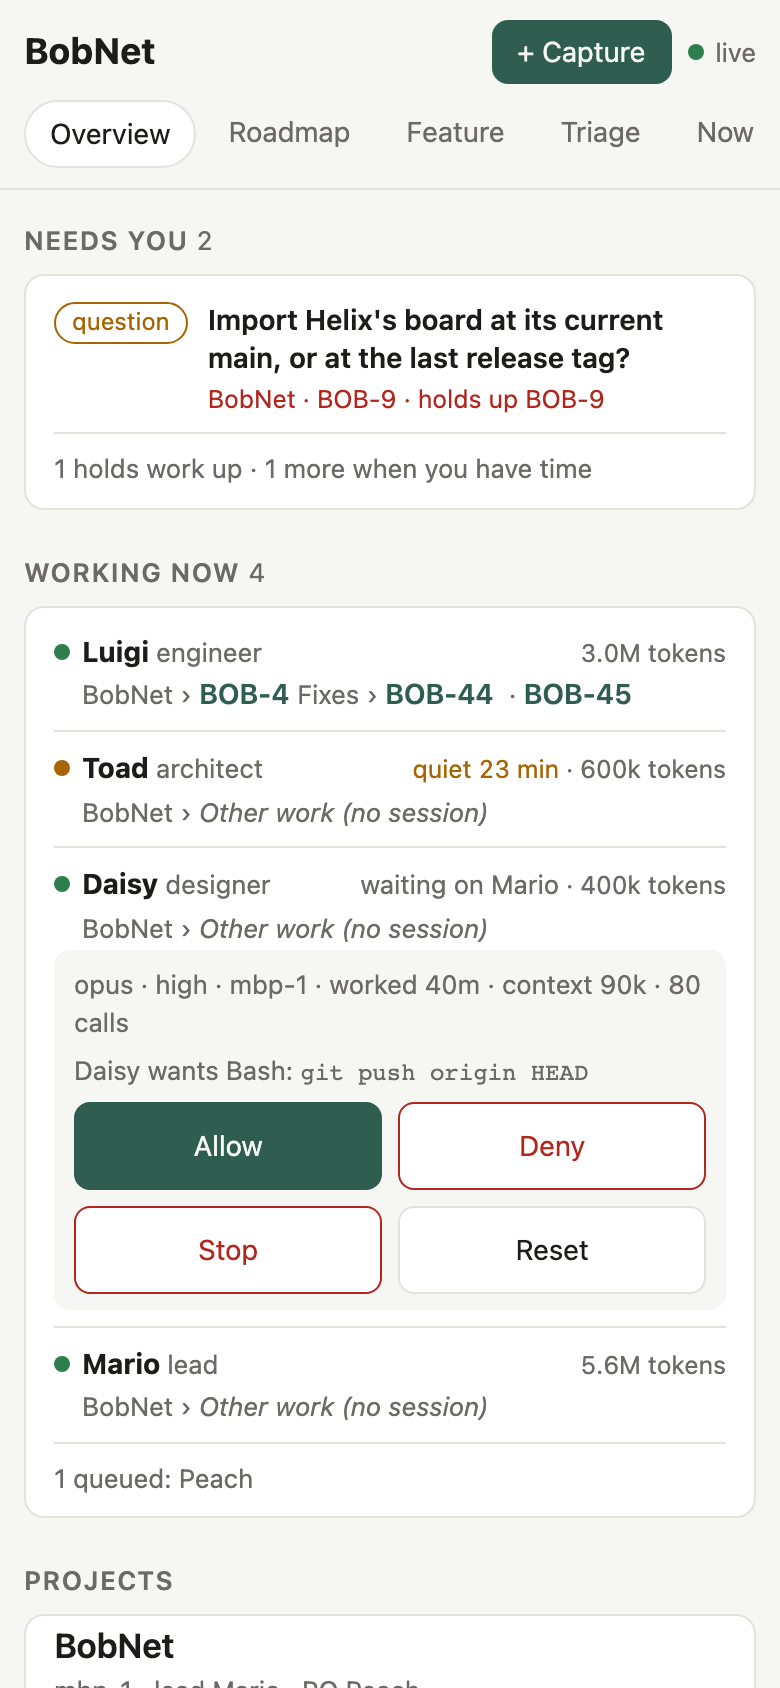 BobNet
+ Capture
live
Overview
Roadmap
Feature
Triage
Now
NEEDS YOU 2
question
Import Helix's board at its current
main, or at the last release tag?
BobNet · BOB-9 · holds up BOB-9
1 holds work up · 1 more when you have time
WORKING NOW 4
Luigi engineer
3.0M tokens
BobNet › BOB-4 Fixes › BOB-44 · BOB-45
Toad architect
quiet 23 min · 600k tokens
BobNet › Other work (no session)
Daisy designer
waiting on Mario · 400k tokens
BobNet › Other work (no session)
opus · high · mbp-1 · worked 40m · context 90k · 80
calls
Daisy wants Bash: git push origin HEAD
Allow
Deny
Stop
Reset
Mario lead
5.6M tokens
BobNet › Other work (no session)
1 queued: Peach
PROJECTS
BobNet
mbp-1 · lead Mario · PO Peach